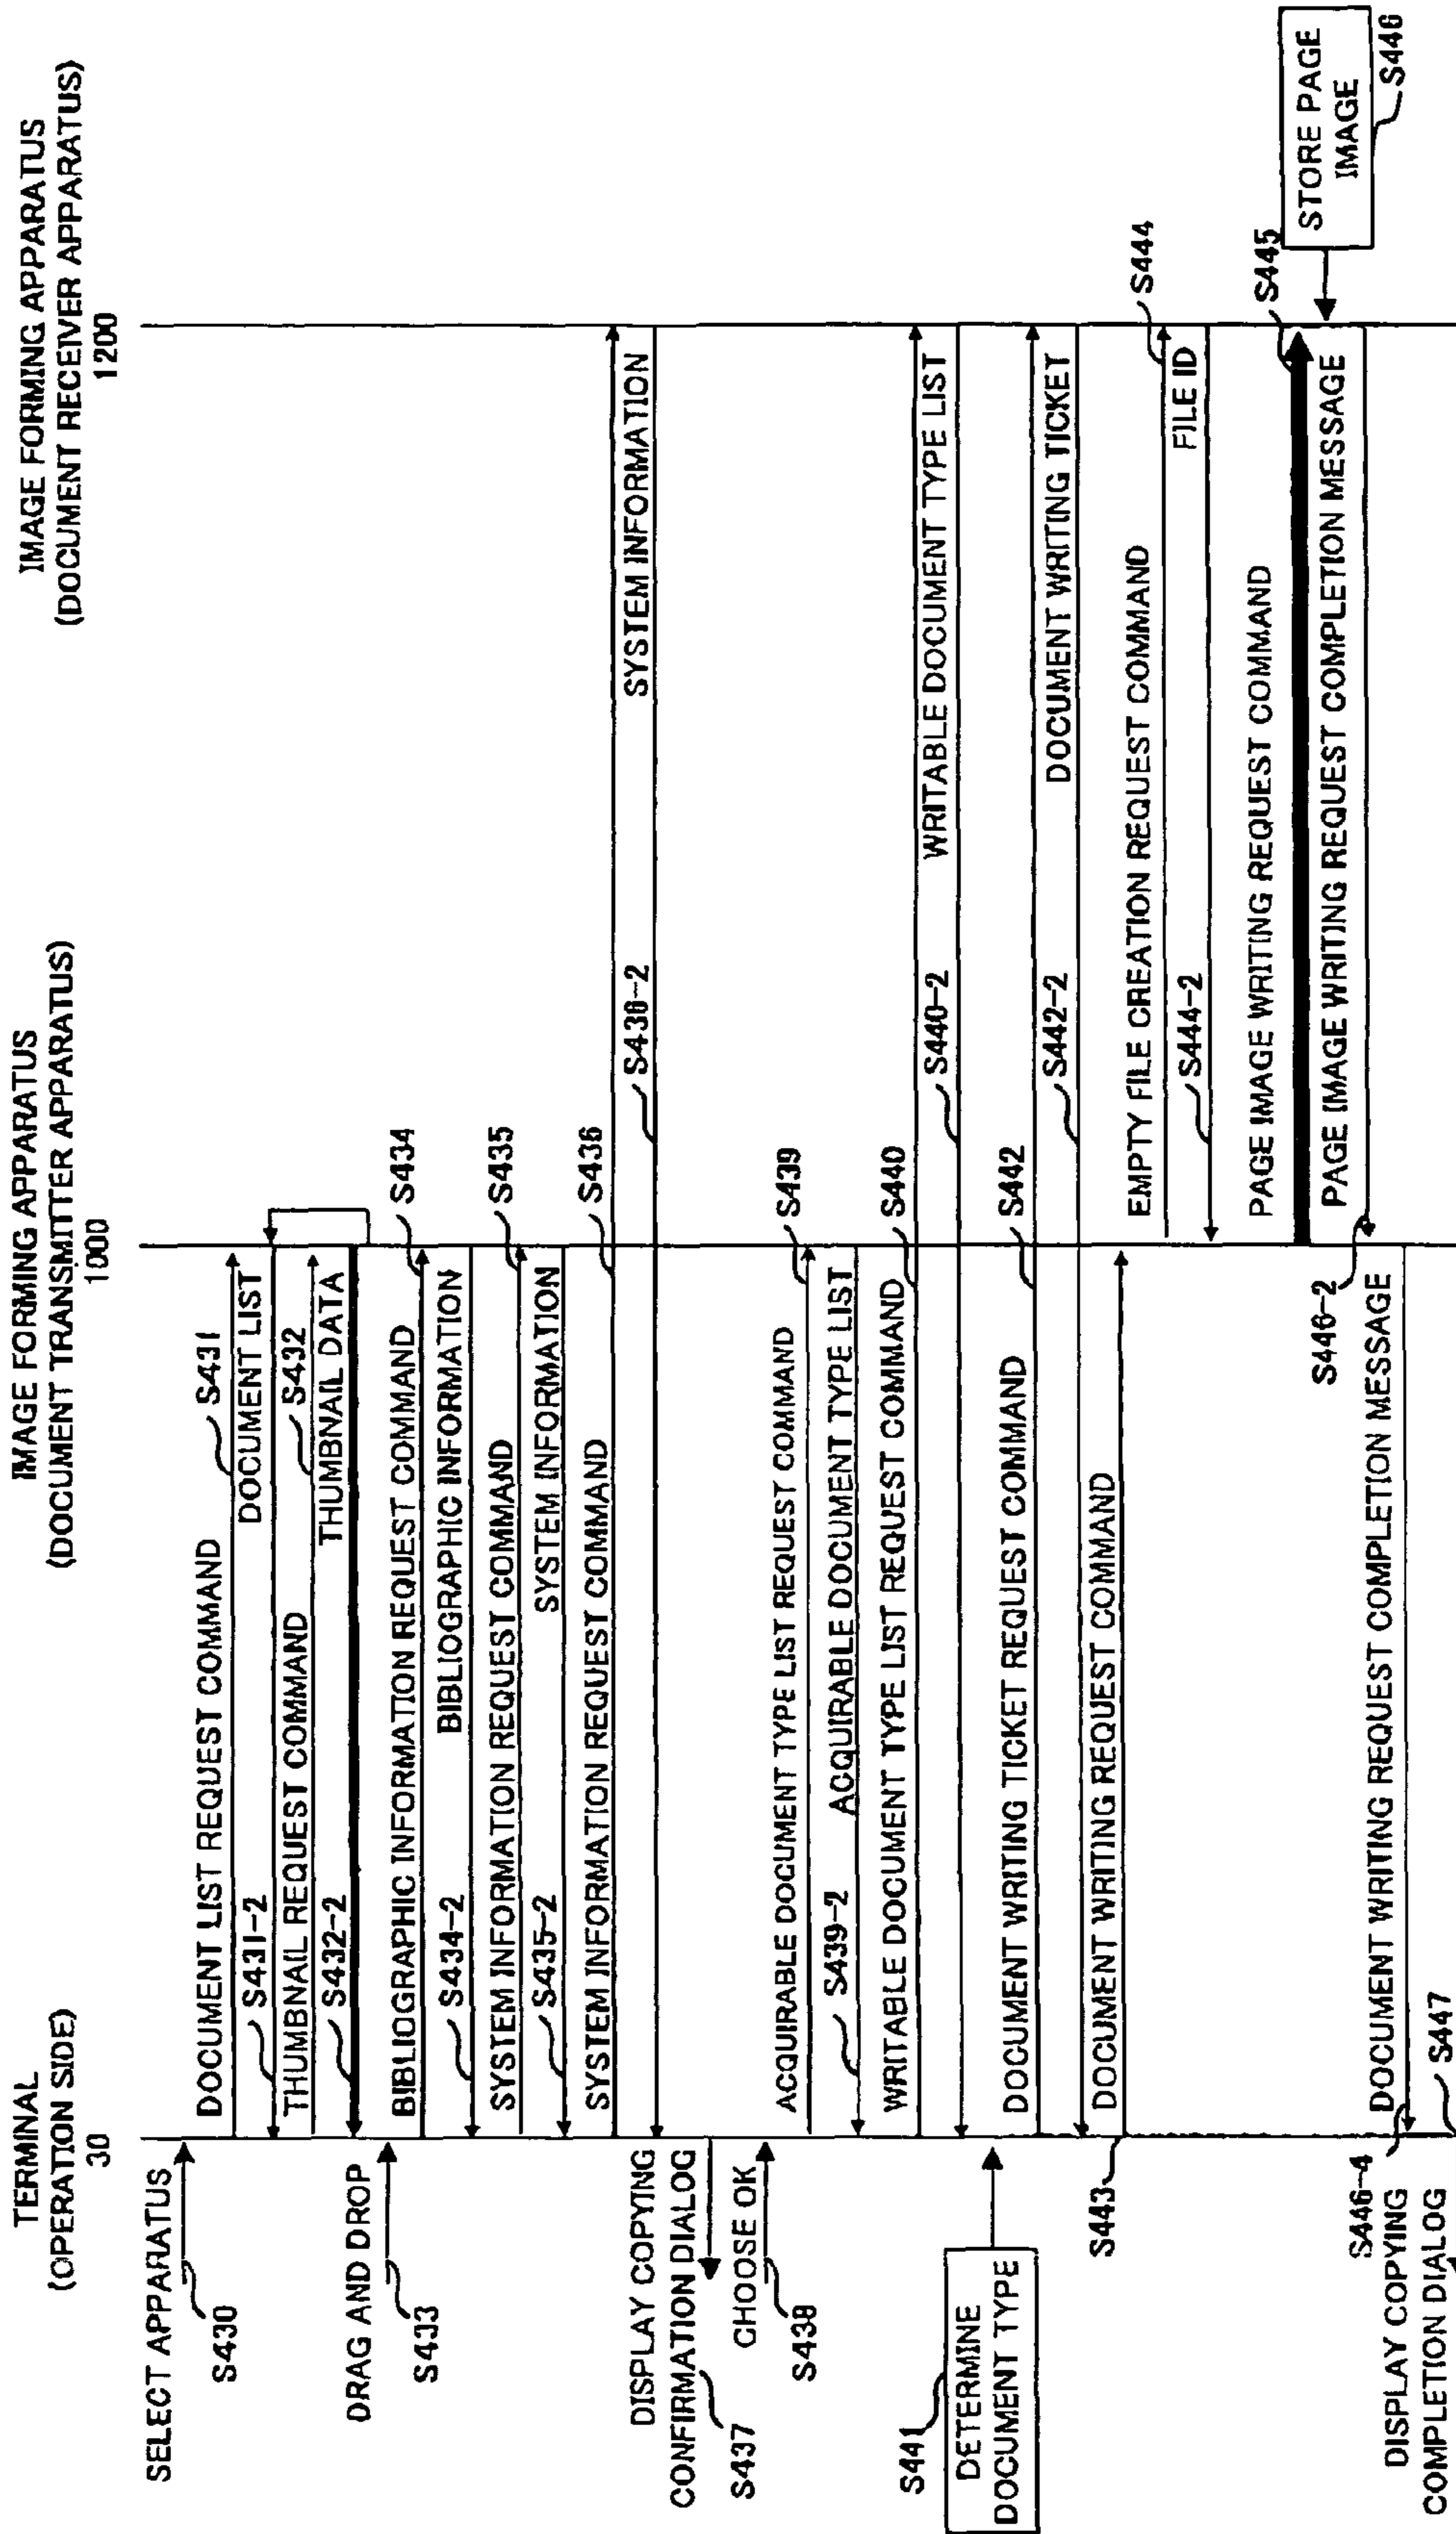 TERMINAL
(OPERATION SIDE)
30
IMAGE FORMING APPARATUS
(DOCUMENT TRANSMITTER APPARATUS)
1000
IMAGE FORMING APPARATUS
(DOCUMENT RECEIVER APPARATUS)
1200
SELECT APPARATUS
S430
DOCUMENT LIST REQUEST COMMAND
S431
S431-2
DOCUMENT LIST
THUMBNAIL REQUEST COMMAND
S432
S432-2
THUMBNAIL DATA
DRAG AND DROP
S433
BIBLIOGRAPHIC INFORMATION REQUEST COMMAND
S434
S434-2
BIBLIOGRAPHIC INFORMATION
SYSTEM INFORMATION REQUEST COMMAND
S435
S435-2
SYSTEM INFORMATION
SYSTEM INFORMATION REQUEST COMMAND
S436
S436-2
SYSTEM INFORMATION
DISPLAY COPYING
CONFIRMATION DIALOG
S437
CHOOSE OK
S438
ACQUIRABLE DOCUMENT TYPE LIST REQUEST COMMAND
S439
S439-2
ACQUIRABLE DOCUMENT TYPE LIST
WRITABLE DOCUMENT TYPE LIST REQUEST COMMAND
S440
S440-2
WRITABLE DOCUMENT TYPE LIST
S441
DETERMINE
DOCUMENT TYPE
DOCUMENT WRITING TICKET REQUEST COMMAND
S442
S442-2
DOCUMENT WRITING TICKET
DOCUMENT WRITING REQUEST COMMAND
S443
EMPTY FILE CREATION REQUEST COMMAND
S444
S444-2
FILE ID
PAGE IMAGE WRITING REQUEST COMMAND
S445
STORE PAGE
IMAGE
S446
PAGE IMAGE WRITING REQUEST COMPLETION MESSAGE
S446-2
DOCUMENT WRITING REQUEST COMPLETION MESSAGE
S446-4
DISPLAY COPYING
COMPLETION DIALOG
S447